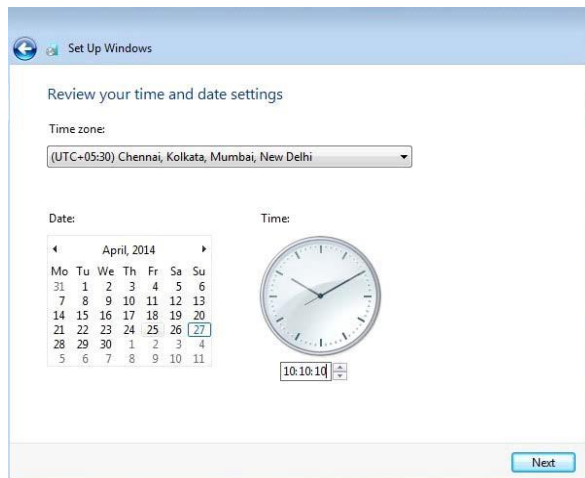 Set Up Windows
Review your time and date settings
Time zone:
(UTC+05:30) Chennai, Kolkata, Mumbai, New Delhi
Date:
Time:
April, 2014
Mo Tu We Th Fr Sa Su
31 1 2 3 4 5 6
7 8 9 10 11 12 13
14 15 16 17 18 19 20
21 22 23 24 25 26 27
28 29 30 1 2 3 4
5 6 7 8 9 10 11
10:10:10
Next